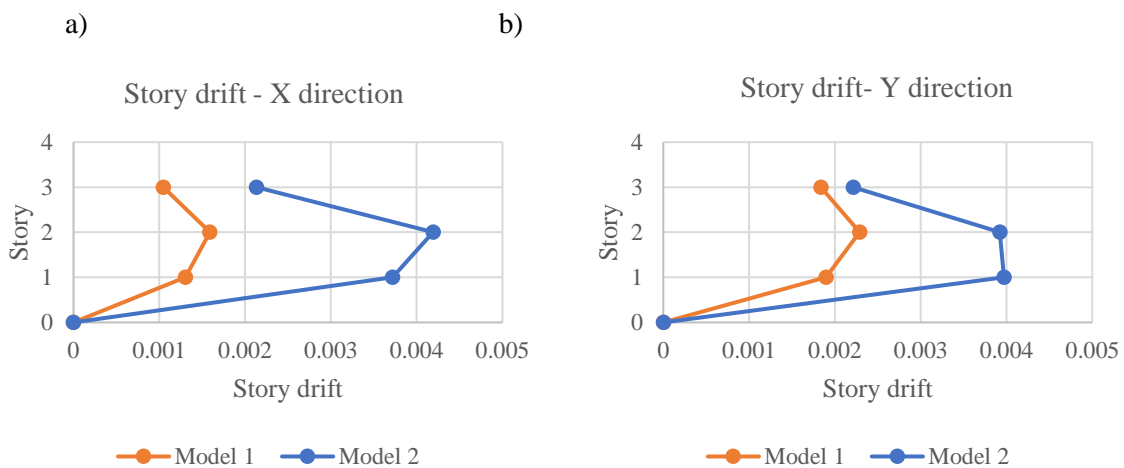 a)
Story drift - X direction
4
3
2
1
0
Story
0 0.001 0.002 0.003 0.004 0.005
Story drift
Model 1 Model 2
b)
Story drift- Y direction
4
3
2
1
0
Story
0 0.001 0.002 0.003 0.004 0.005
Story drift
Model 1 Model 2